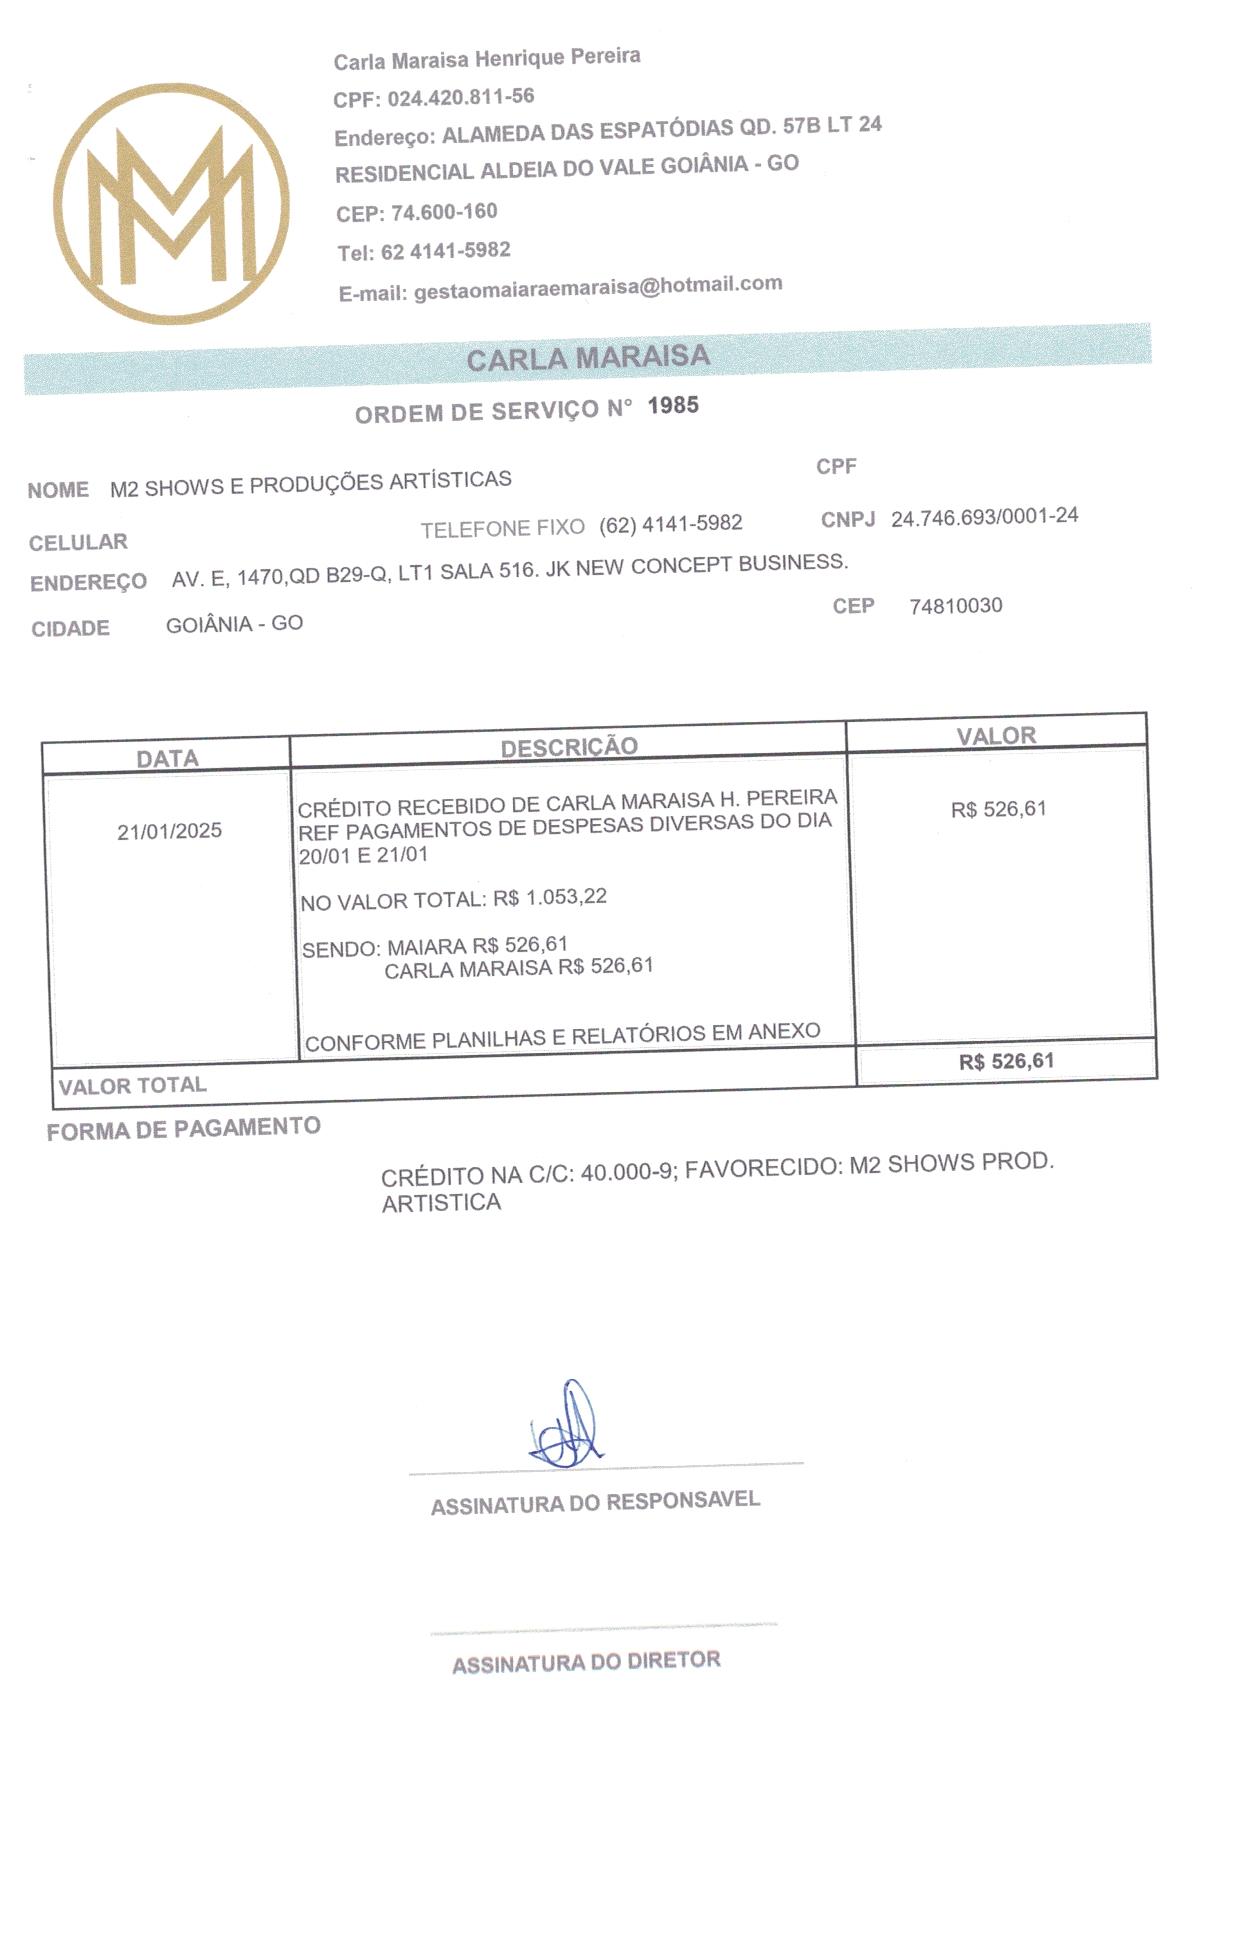 Carla Maraisa Henrique Pereira
CPF: 024.420.811-56
Endereço: ALAMEDA DAS ESPATÓDIAS QD. 57B LT 24
RESIDENCIAL ALDEIA DO VALE GOIÂNIA - GO
CEP: 74.600-160
Tel: 62 4141-5982
E-mail: gestaomaiaraemaraisa@hotmail.com
CARLA MARAISA
ORDEM DE SERVIÇO N° 1985
NOME M2 SHOWS E PRODUÇÕES ARTÍSTICAS CPF
CELULAR TELEFONE FIXO (62) 4141-5982 CNPJ 24.746.693/0001-24
ENDEREÇO AV. E, 1470,QD B29-Q, LT1 SALA 516. JK NEW CONCEPT BUSINESS.
CIDADE GOIÂNIA - GO CEP 74810030
DATA DESCRIÇÃO VALOR
21/01/2025 CRÉDITO RECEBIDO DE CARLA MARAISA H. PEREIRA R$ 526,61
REF PAGAMENTOS DE DESPESAS DIVERSAS DO DIA
20/01 E 21/01
NO VALOR TOTAL: R$ 1.053,22
SENDO: MAIARA R$ 526,61
CARLA MARAISA R$ 526,61
CONFORME PLANILHAS E RELATÓRIOS EM ANEXO
VALOR TOTAL R$ 526,61
FORMA DE PAGAMENTO
CRÉDITO NA C/C: 40.000-9; FAVORECIDO: M2 SHOWS PROD.
ARTISTICA
ASSINATURA DO RESPONSAVEL
ASSINATURA DO DIRETOR